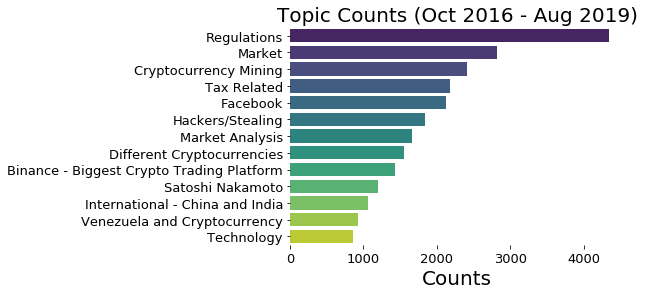 Topic Counts (Oct 2016 - Aug 2019)
Regulations
Market
Cryptocurrency Mining
Tax Related
Facebook
Hackers/Stealing
Market Analysis
Different Cryptocurrencies
Binance - Biggest Crypto Trading Platform
Satoshi Nakamoto
International - China and India
Venezuela and Cryptocurrency
Technology
0 1000 2000 3000 4000
Counts